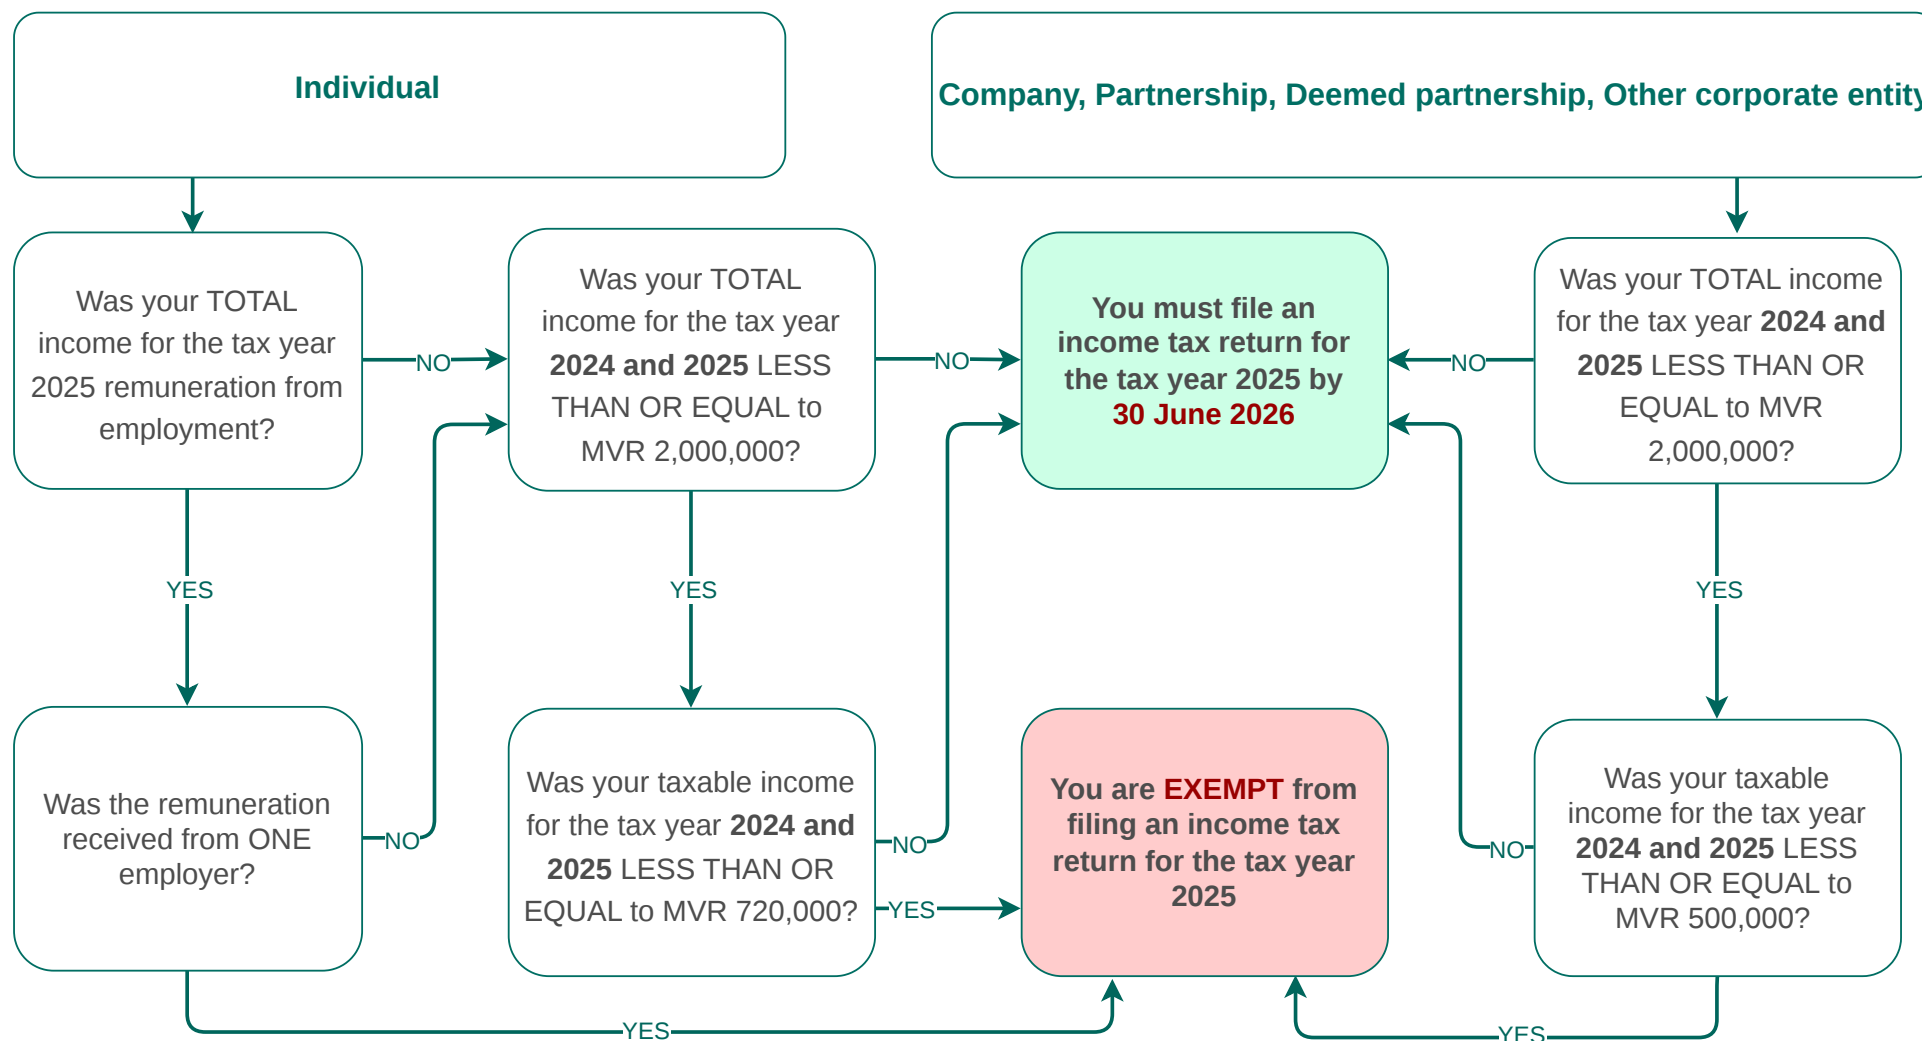 Individual
Company, Partnership, Deemed partnership, Other corporate entity
Was your TOTAL
income for the tax year
2025 remuneration from
employment?
NO
Was your TOTAL
income for the tax year
2024 and 2025 LESS
THAN OR EQUAL to
MVR 2,000,000?
NO
You must file an
income tax return for
the tax year 2025 by
30 June 2026
NO
Was your TOTAL income
for the tax year 2024 and
2025 LESS THAN OR
EQUAL to MVR
2,000,000?
YES
YES
YES
Was the remuneration
received from ONE
employer?
NO
Was your taxable income
for the tax year 2024 and
2025 LESS THAN OR
EQUAL to MVR 720,000?
NO
YES
You are EXEMPT from
filing an income tax
return for the tax year
2025
NO
Was your taxable
income for the tax year
2024 and 2025 LESS
THAN OR EQUAL to
MVR 500,000?
YES
YES